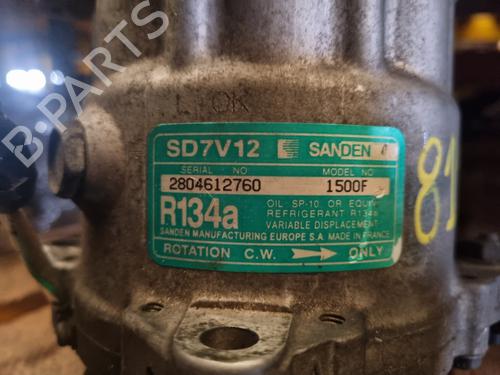 B-PARTS
L OK
SD7V12 SANDEN
SERIAL NO MODEL NO
2804612760 1500F
R134a
OIL SP-10 OR EQUIV
REFRIGERANT R134a
VARIABLE DISPLACEMENT
SANDEN MANUFACTURING EUROPE S.A MADE IN FRANCE
ROTATION C.W. ONLY
81